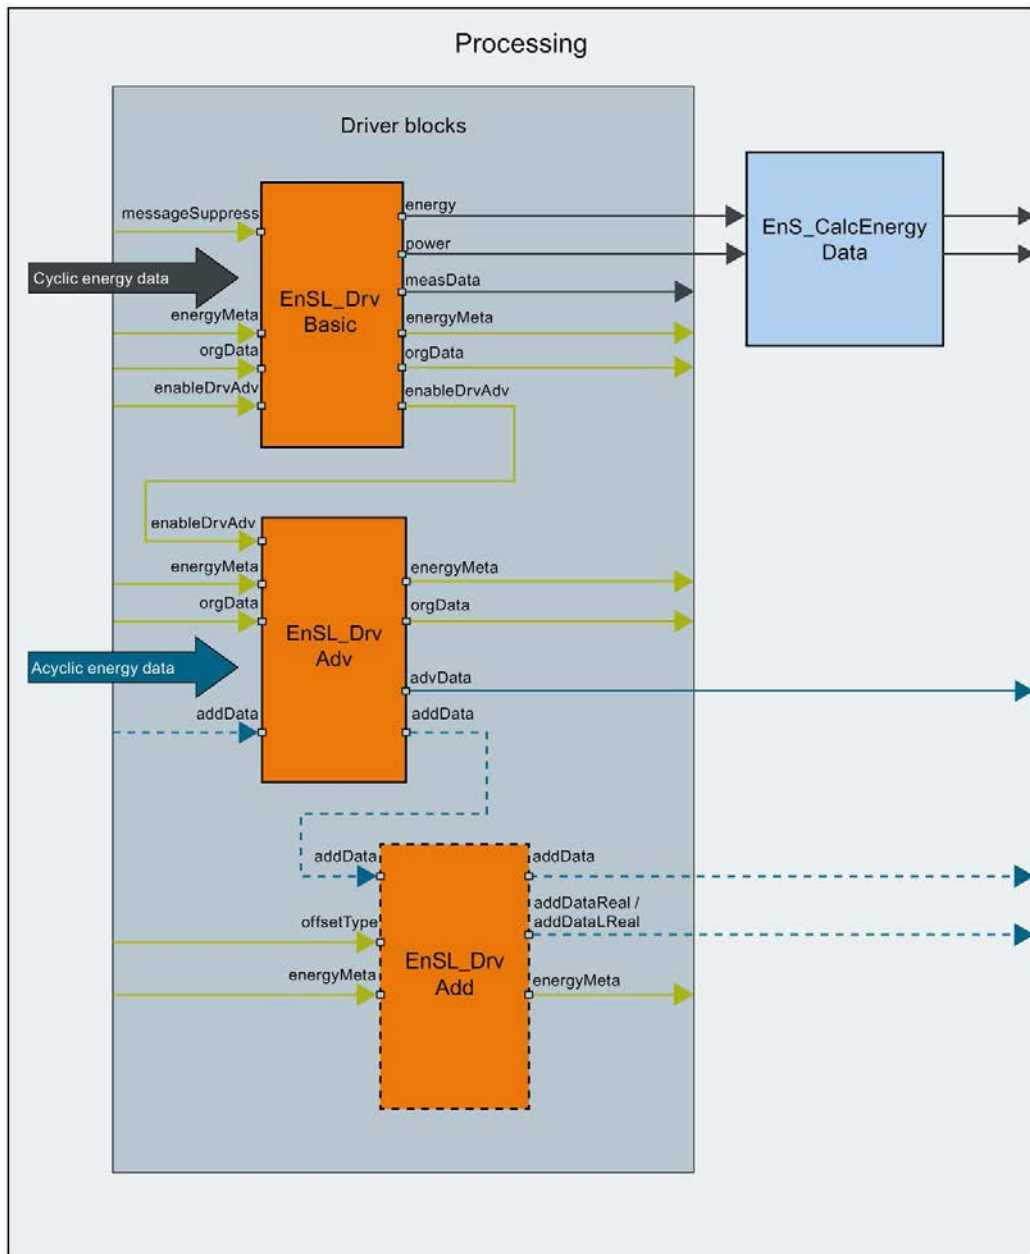 Processing
Driver blocks
messageSuppress
energy
power
EnS_CalcEnergy
Data
Cyclic energy data
measData
EnSL_Drv
Basic
energyMeta
energyMeta
orgData
orgData
enableDrvAdv
enableDrvAdv
enableDrvAdv
energyMeta
energyMeta
orgData
orgData
EnSL_Drv
Adv
Acyclic energy data
advData
addData
addData
addData
addData
addDataReal /
addDataLReal
offsetType
EnSL_Drv
Add
energyMeta
energyMeta